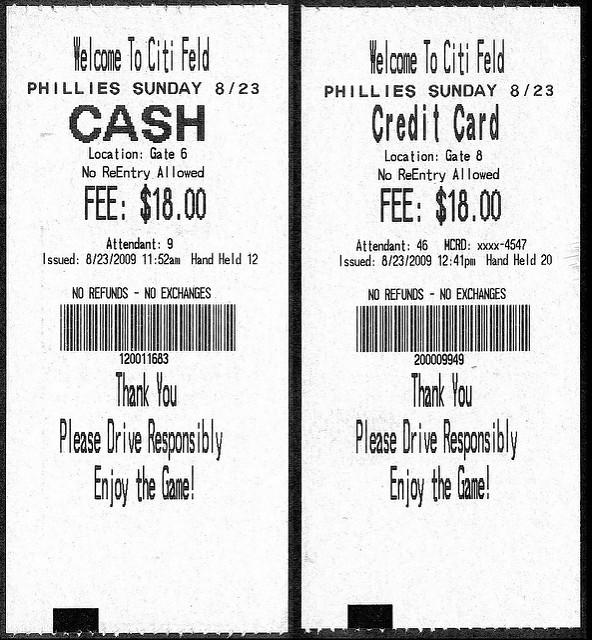 Welcome To Citi Feld
PHILLIES SUNDAY 8/23
CASH
Location: Gate 6
No ReEntry Allowed
FEE: $18.00
Attendant: 9
Issued: 8/23/2009 11:52am Hand Held 12
NO REFUNDS - NO EXCHANGES
120011683
Thank You
Please Drive Responsibly
Enjoy the Game!
Welcome To Citi Feld
PHILLIES SUNDAY 8/23
Credit Card
Location: Gate 8
No ReEntry Allowed
FEE: $18.00
Attendant: 46 MCRD: xxxx-4547
Issued: 8/23/2009 12:41pm Hand Held 20
NO REFUNDS - NO EXCHANGES
200009949
Thank You
Please Drive Responsibly
Enjoy the Game!